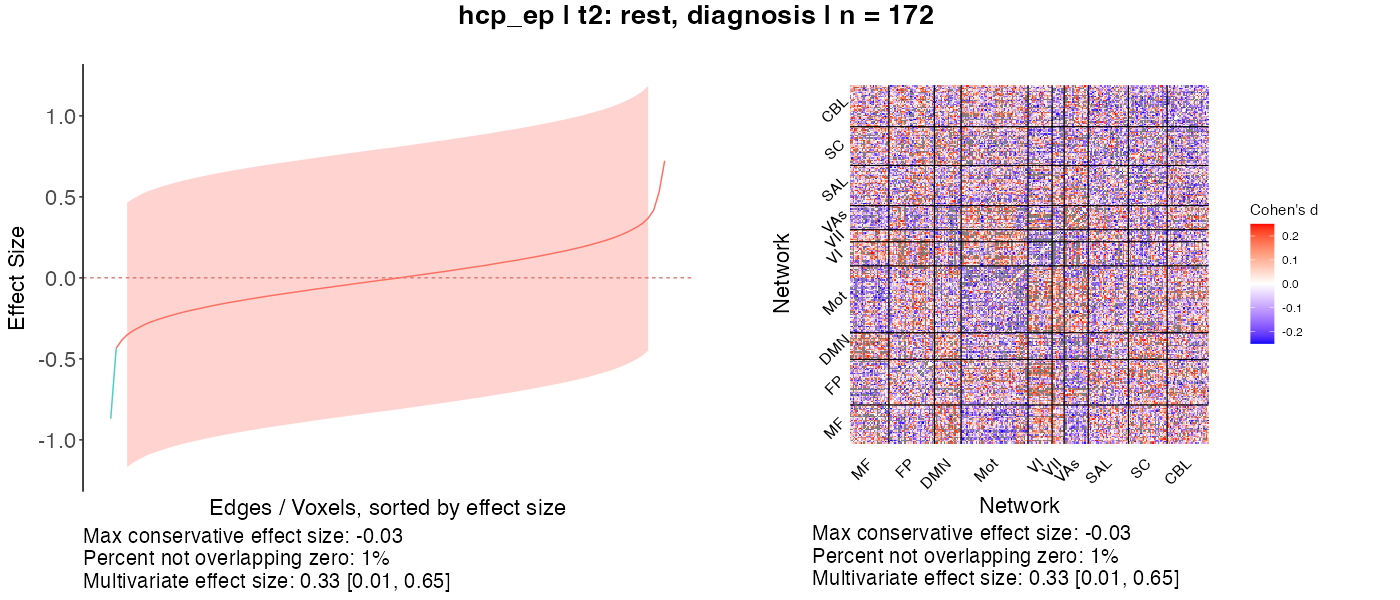 hcp_ep | t2: rest, diagnosis | n = 172
Effect Size
1.0
0.5
0.0
-0.5
-1.0
Edges / Voxels, sorted by effect size
Max conservative effect size: -0.03
Percent not overlapping zero: 1%
Multivariate effect size: 0.33 [0.01, 0.65]
Network
CBL
SC
SAL
VAs
VII
VI
Mot
DMN
FP
MF
MF
FP
DMN
Mot
VI
VII
VAs
SAL
SC
CBL
Network
Max conservative effect size: -0.03
Percent not overlapping zero: 1%
Multivariate effect size: 0.33 [0.01, 0.65]
Cohen's d
0.2
0.1
0.0
-0.1
-0.2